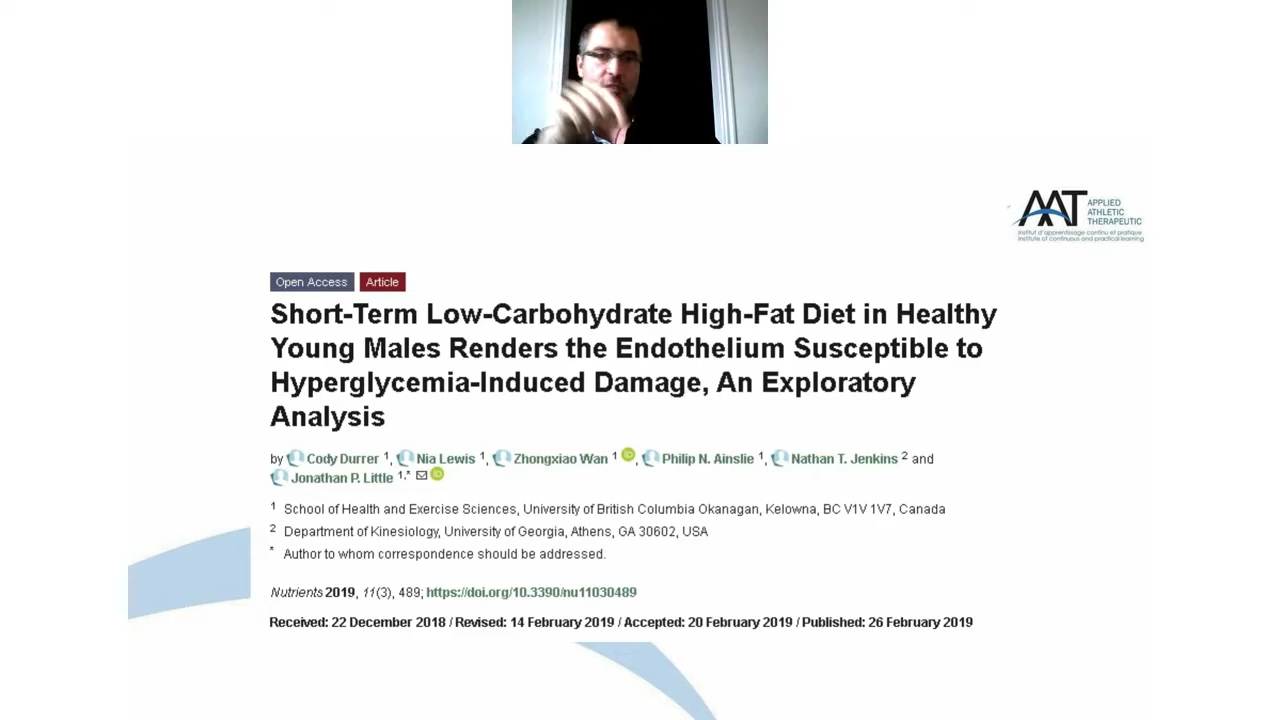 AAT APPLIED
ATHLETIC
THERAPEUTIC
Institut d'apprentissage continu et pratique
Institute of continuous and practical learning
Open Access Article
Short-Term Low-Carbohydrate High-Fat Diet in Healthy
Young Males Renders the Endothelium Susceptible to
Hyperglycemia-Induced Damage, An Exploratory
Analysis
by Cody Durrer 1, Nia Lewis 1, Zhongxiao Wan 1 iD, Philip N. Ainslie 1, Nathan T. Jenkins 2 and
Jonathan P. Little 1,* iD
1 School of Health and Exercise Sciences, University of British Columbia Okanagan, Kelowna, BC V1V 1V7, Canada
2 Department of Kinesiology, University of Georgia, Athens, GA 30602, USA
* Author to whom correspondence should be addressed.
Nutrients 2019, 11(3), 489; https://doi.org/10.3390/nu11030489
Received: 22 December 2018 / Revised: 14 February 2019 / Accepted: 20 February 2019 / Published: 26 February 2019